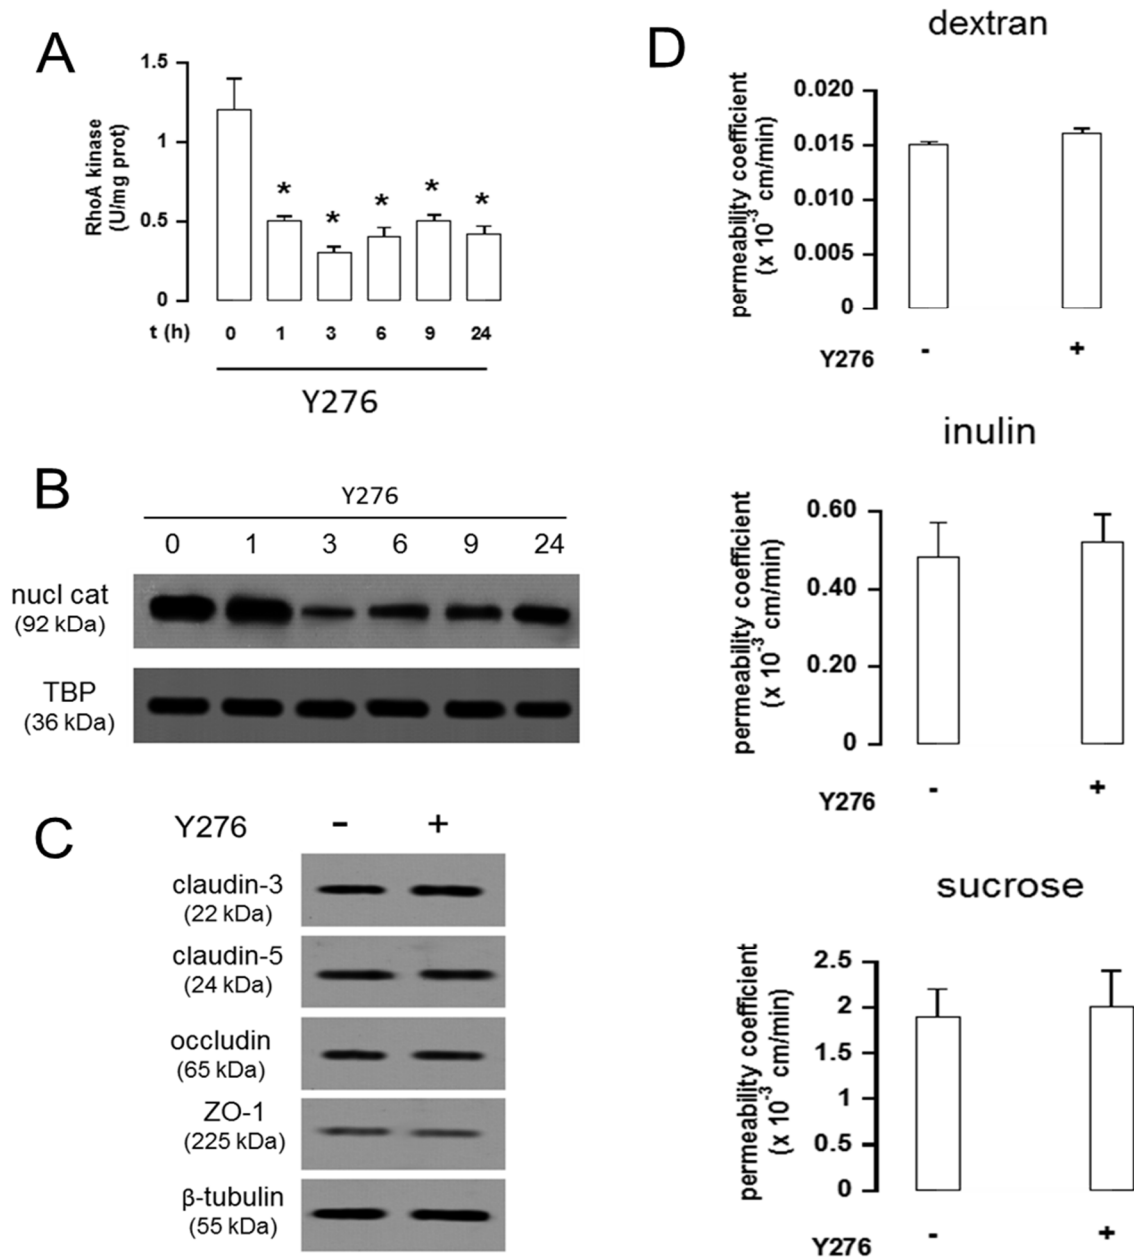 A
1.5
1
0.5
0
RhoA kinase
(U/mg prot)
*
*
*
*
*
t (h) 0 1 3 6 9 24
Y276
B
Y276
0 1 3 6 9 24
nucl cat
(92 kDa)
TBP
(36 kDa)
C
Y276 - +
claudin-3
(22 kDa)
claudin-5
(24 kDa)
occludin
(65 kDa)
ZO-1
(225 kDa)
β-tubulin
(55 kDa)
D
dextran
permeability coefficient
(x 10⁻³ cm/min)
0.020
0.015
0.010
0.005
0
Y276 - +
inulin
permeability coefficient
(x 10⁻³ cm/min)
0.60
0.40
0.20
0
Y276 - +
sucrose
permeability coefficient
(x 10⁻³ cm/min)
2.5
2
1.5
1
0.5
0
Y276 - +